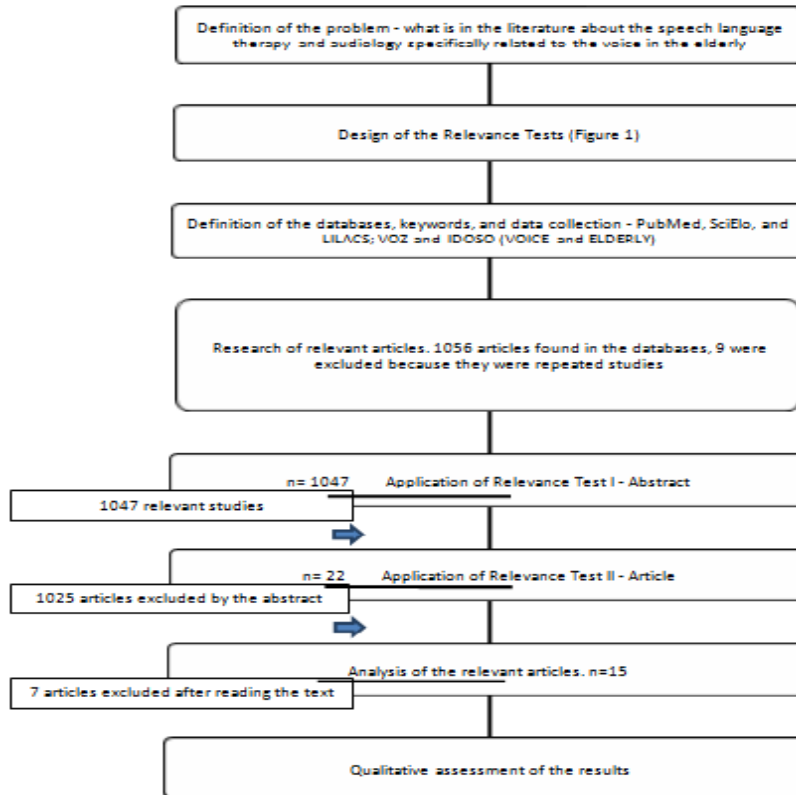 Definition of the problem - what is in the literature about the speech language
therapy and audiology specifically related to the voice in the elderly
Design of the Relevance Tests (Figure 1)
Definition of the databases, keywords, and data collection - PubMed, SciElo, and
LILACS; VOZ and IDOSO (VOICE and ELDERLY)
Research of relevant articles. 1056 articles found in the databases, 9 were
excluded because they were repeated studies
n= 1047 Application of Relevance Test I - Abstract
1047 relevant studies
n= 22 Application of Relevance Test II - Article
1025 articles excluded by the abstract
Analysis of the relevant articles. n=15
7 articles excluded after reading the text
Qualitative assessment of the results